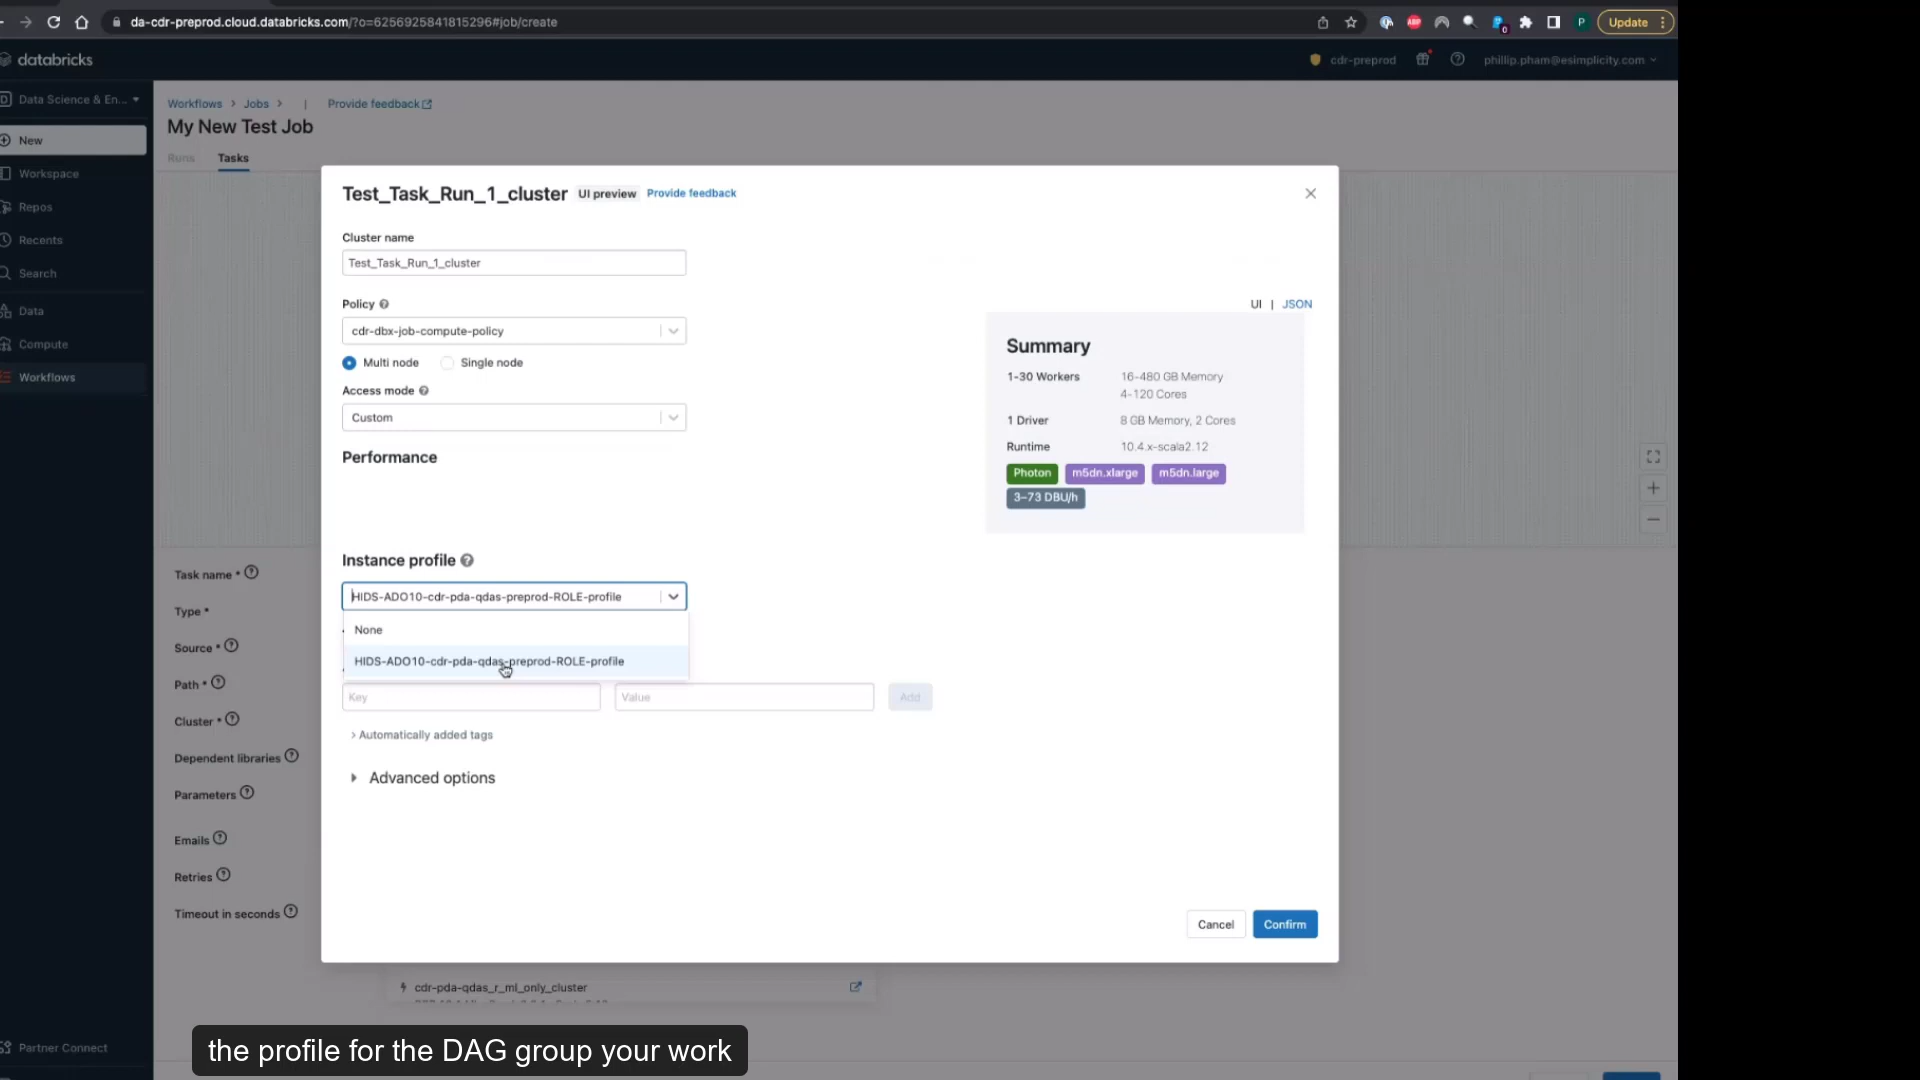 da-cdr-preprod.cloud.databricks.com/?o=6256925841815296#job/create
ABP
0
P
Update
databricks
cdr-preprod
phillip.pham@esimplicity.com
D Data Science & En...
New
Workspace
Repos
Recents
Search
Data
Compute
Workflows
Partner Connect
Workflows > Jobs > | Provide feedback
My New Test Job
Runs Tasks
Test_Task_Run_1_cluster UI preview Provide feedback
Cluster name
Test_Task_Run_1_cluster
Policy
cdr-dbx-job-compute-policy
Multi node Single node
Access mode
Custom
Performance
Instance profile
HIDS-ADO10-cdr-pda-qdas-preprod-ROLE-profile
None
HIDS-ADO10-cdr-pda-qdas-preprod-ROLE-profile
Key Value Add
> Automatically added tags
Advanced options
UI | JSON
Summary
1-30 Workers 16-480 GB Memory
4-120 Cores
1 Driver 8 GB Memory, 2 Cores
Runtime 10.4.x-scala2.12
Photon m5dn.xlarge m5dn.large
3–73 DBU/h
Cancel Confirm
Task name *
Type *
Source *
Path *
Cluster *
Dependent libraries
Parameters
Emails
Retries
Timeout in seconds
cdr-pda-qdas_r_ml_only_cluster
the profile for the DAG group your work